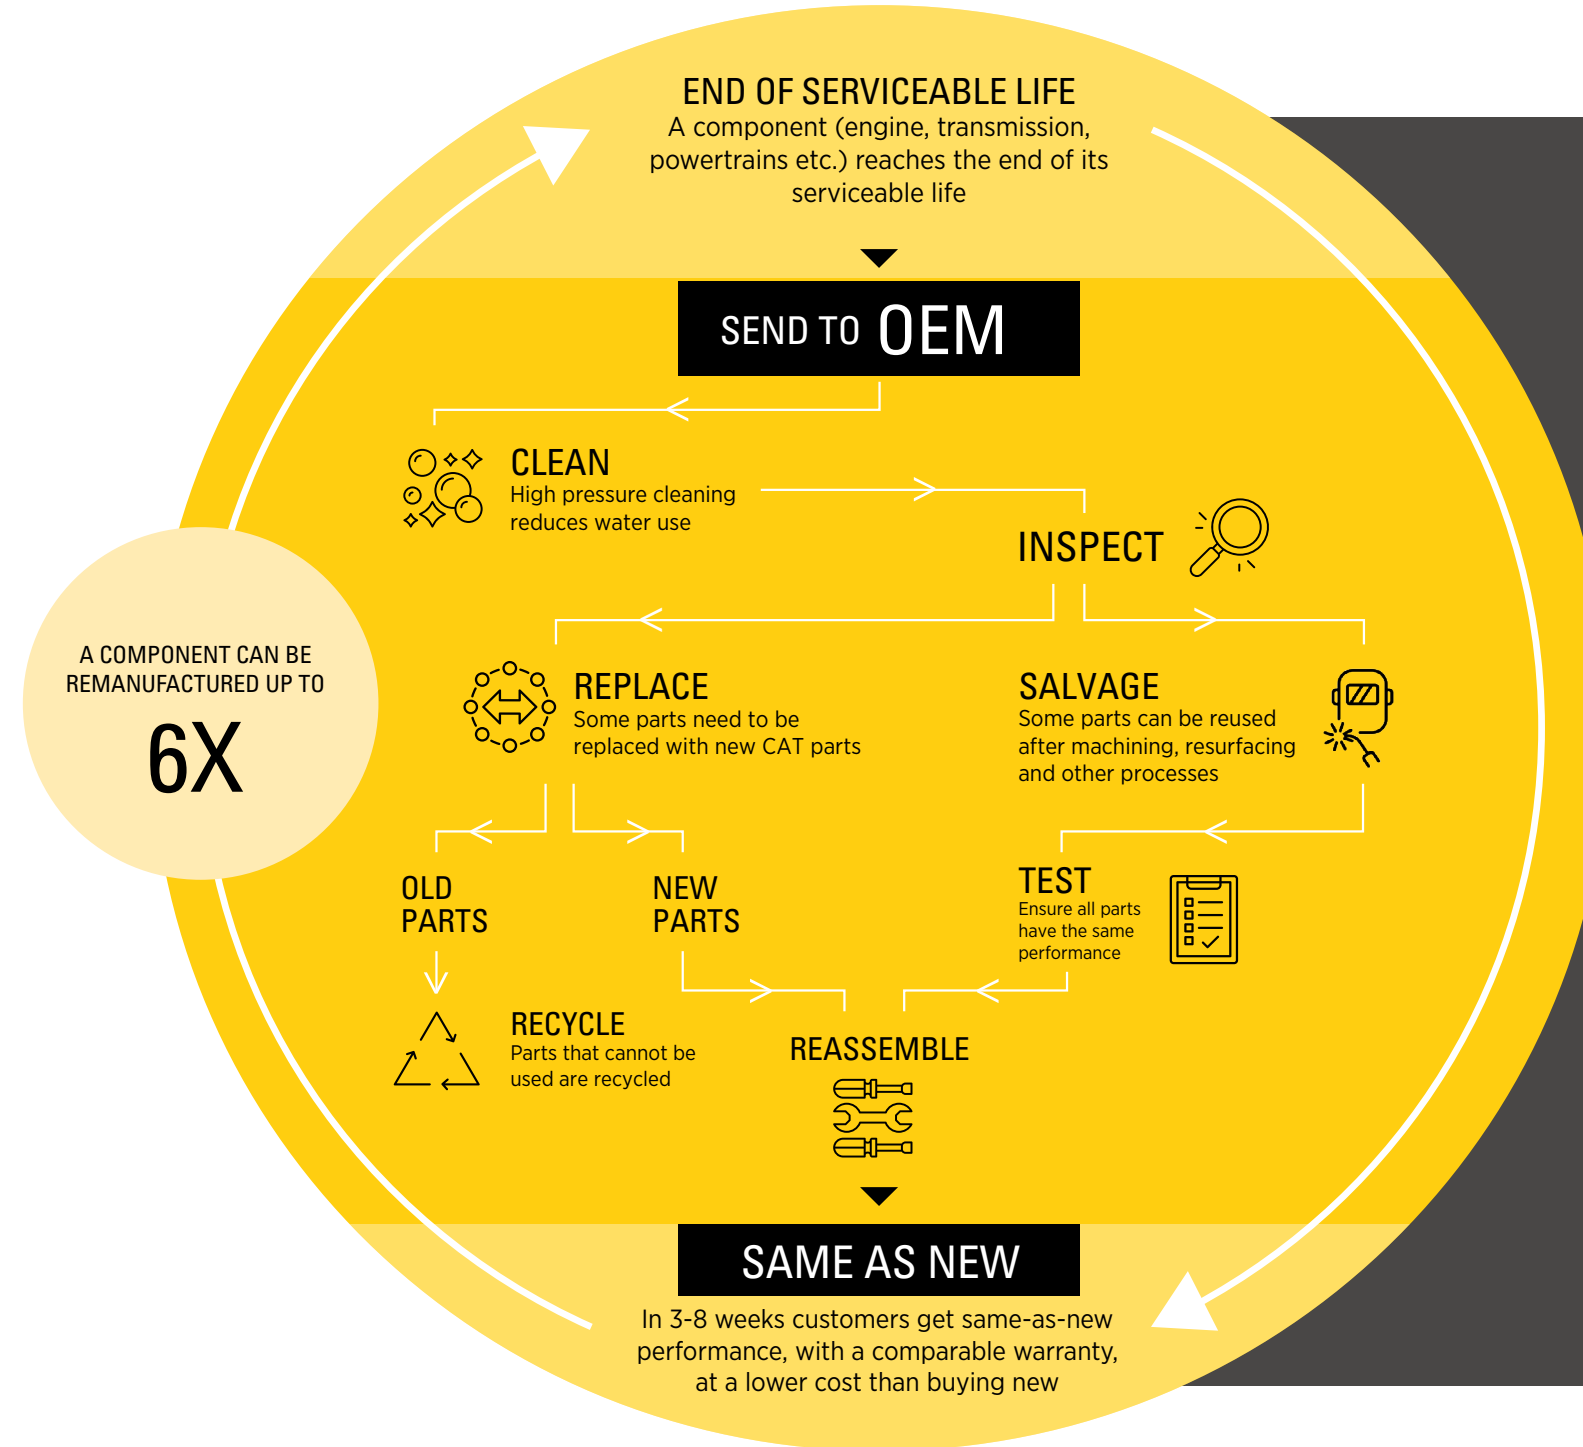 END OF SERVICEABLE LIFE
A component (engine, transmission,
powertrains etc.) reaches the end of its
serviceable life
SEND TO OEM
CLEAN
High pressure cleaning
reduces water use
INSPECT
A COMPONENT CAN BE
REMANUFACTURED UP TO
6X
REPLACE
Some parts need to be
replaced with new CAT parts
SALVAGE
Some parts can be reused
after machining, resurfacing
and other processes
OLD
PARTS
NEW
PARTS
TEST
Ensure all parts
have the same
performance
RECYCLE
Parts that cannot be
used are recycled
REASSEMBLE
SAME AS NEW
In 3-8 weeks customers get same-as-new
performance, with a comparable warranty,
at a lower cost than buying new